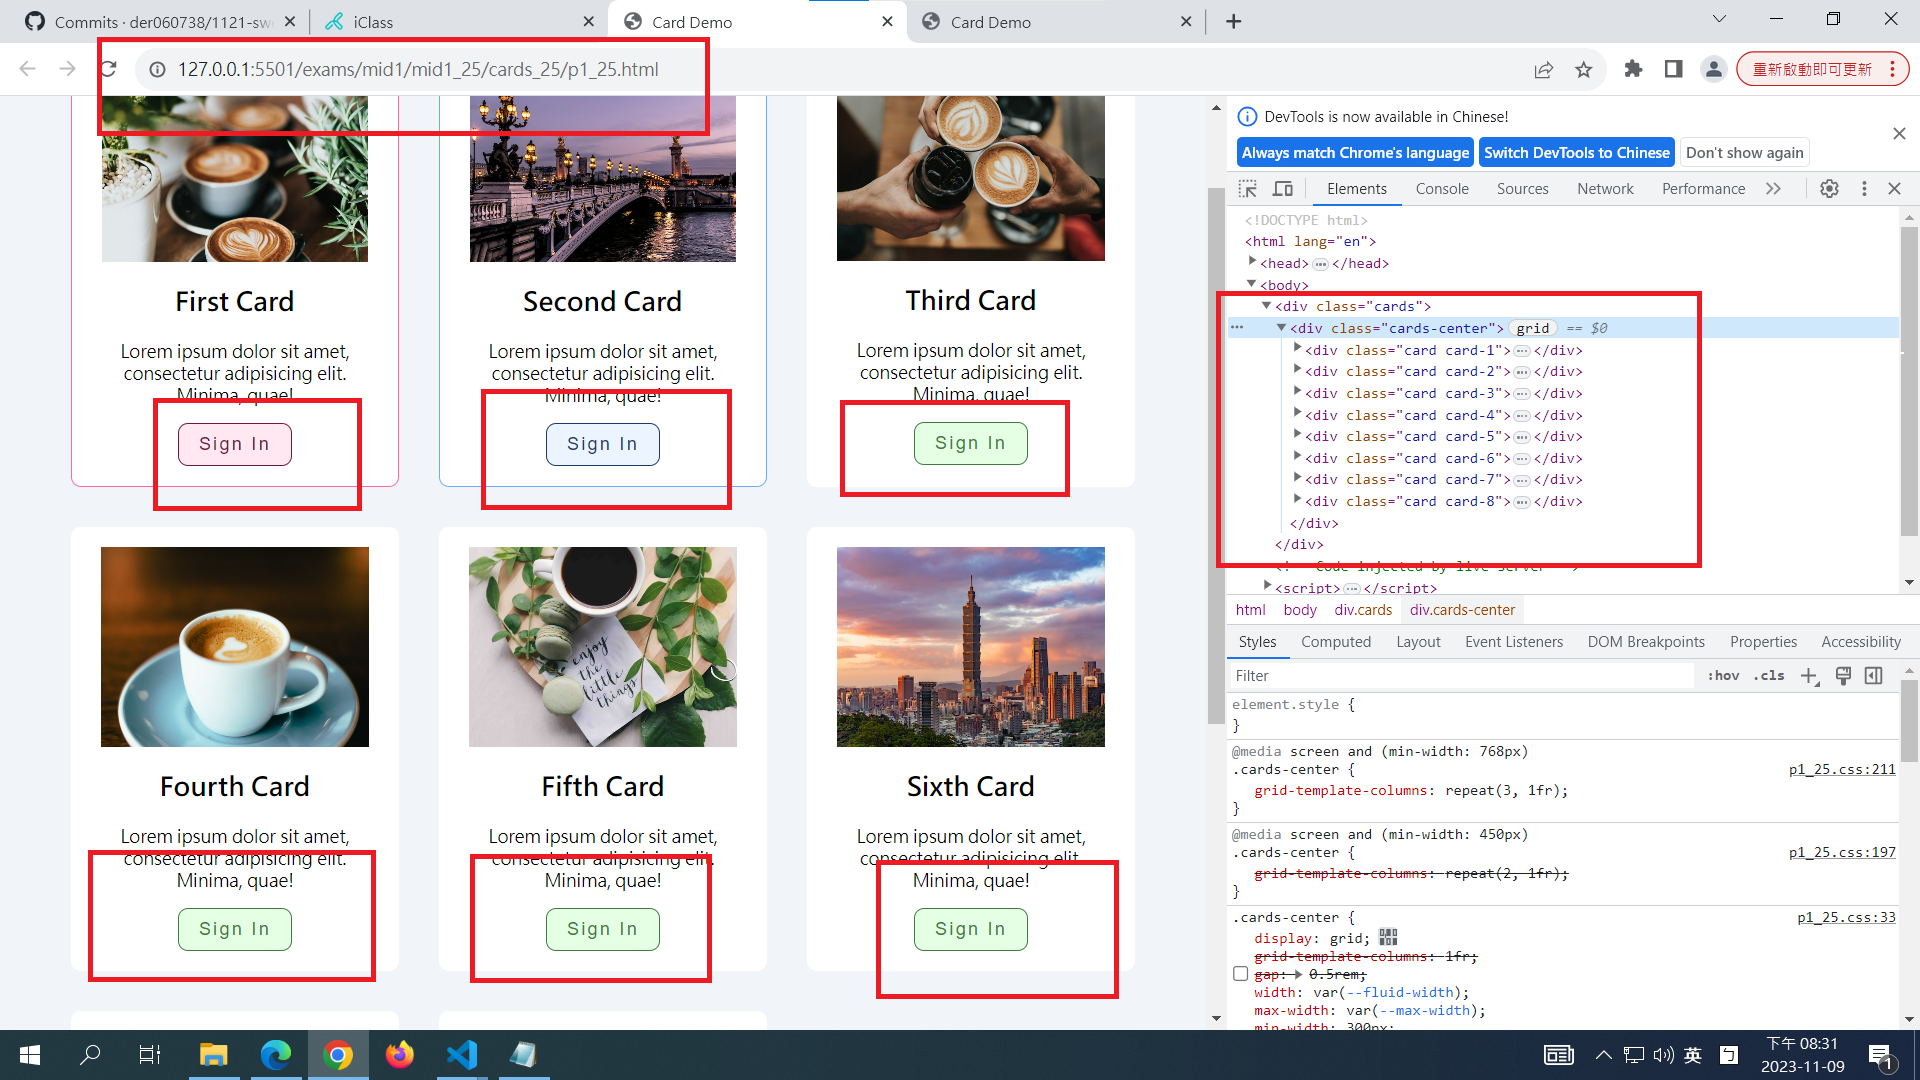 Commits · der060738/1121-sw
iClass
Card Demo
Card Demo
127.0.0.1:5501/exams/mid1/mid1_25/cards_25/p1_25.html
重新啟動即可更新
First Card
Lorem ipsum dolor sit amet,
consectetur adipisicing elit.
Minima, quae!
Sign In
Second Card
Lorem ipsum dolor sit amet,
consectetur adipisicing elit.
Minima, quae!
Sign In
Third Card
Lorem ipsum dolor sit amet,
consectetur adipisicing elit.
Minima, quae!
Sign In
enjoy
the
little
things
Fourth Card
Lorem ipsum dolor sit amet,
consectetur adipisicing elit.
Minima, quae!
Sign In
Fifth Card
Lorem ipsum dolor sit amet,
consectetur adipisicing elit.
Minima, quae!
Sign In
Sixth Card
Lorem ipsum dolor sit amet,
consectetur adipisicing elit.
Minima, quae!
Sign In
DevTools is now available in Chinese!
Always match Chrome's language
Switch DevTools to Chinese
Don't show again
Elements Console Sources Network Performance
<!DOCTYPE html>
<html lang="en">
<head> ••• </head>
<body>
<div class="cards">
••• <div class="cards-center"> grid == $0
<div class="card card-1"> ••• </div>
<div class="card card-2"> ••• </div>
<div class="card card-3"> ••• </div>
<div class="card card-4"> ••• </div>
<div class="card card-5"> ••• </div>
<div class="card card-6"> ••• </div>
<div class="card card-7"> ••• </div>
<div class="card card-8"> ••• </div>
</div>
</div>
<!-- Code injected by live-server -->
<script> ••• </script>
html body div.cards div.cards-center
Styles Computed Layout Event Listeners DOM Breakpoints Properties Accessibility
Filter
:hov .cls
element.style {
}
@media screen and (min-width: 768px)
.cards-center { p1_25.css:211
grid-template-columns: repeat(3, 1fr);
}
@media screen and (min-width: 450px)
.cards-center { p1_25.css:197
grid-template-columns: repeat(2, 1fr);
}
.cards-center { p1_25.css:33
display: grid;
grid-template-columns: 1fr;
gap: 0.5rem;
width: var(--fluid-width);
max-width: var(--max-width);
min-width: 300px;
英
ㄅ
下午 08:31
2023-11-09
1